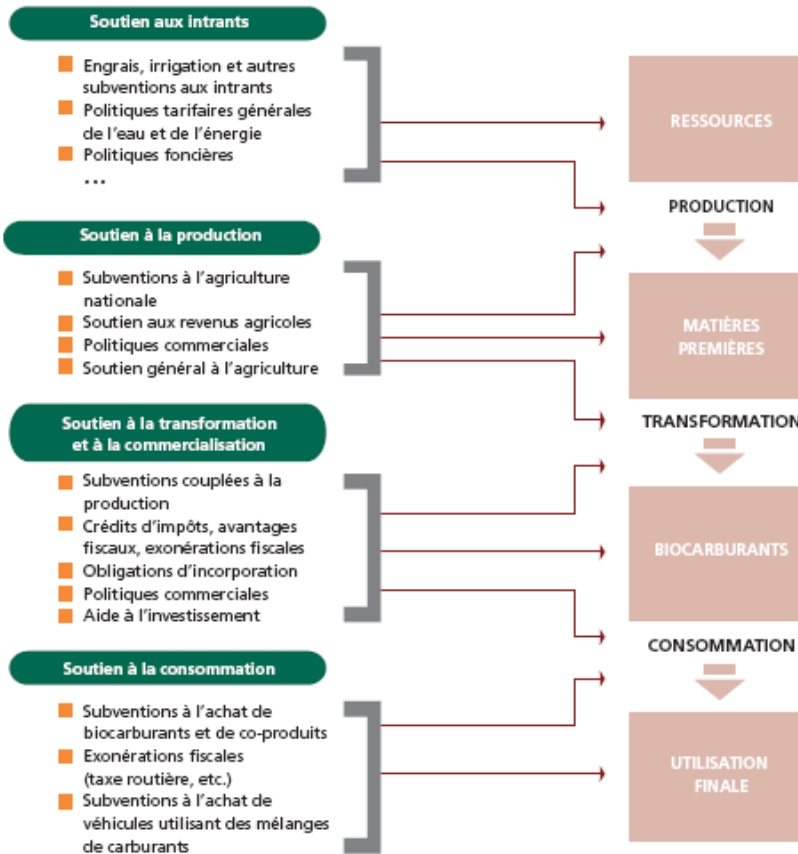 Soutien aux intrants
Engrais, irrigation et autres
subventions aux intrants
Politiques tarifaires générales
de l'eau et de l'énergie
Politiques foncières
...
Soutien à la production
Subventions à l'agriculture
nationale
Soutien aux revenus agricoles
Politiques commerciales
Soutien général à l'agriculture
Soutien à la transformation
et à la commercialisation
Subventions couplées à la
production
Crédits d'impôts, avantages
fiscaux, exonérations fiscales
Obligations d'incorporation
Politiques commerciales
Aide à l'investissement
Soutien à la consommation
Subventions à l'achat de
biocarburants et de co-produits
Exonérations fiscales
(taxe routière, etc.)
Subventions à l'achat de
véhicules utilisant des mélanges
de carburants
RESSOURCES
PRODUCTION
MATIÈRES
PREMIÈRES
TRANSFORMATION
BIOCARBURANTS
CONSOMMATION
UTILISATION
FINALE